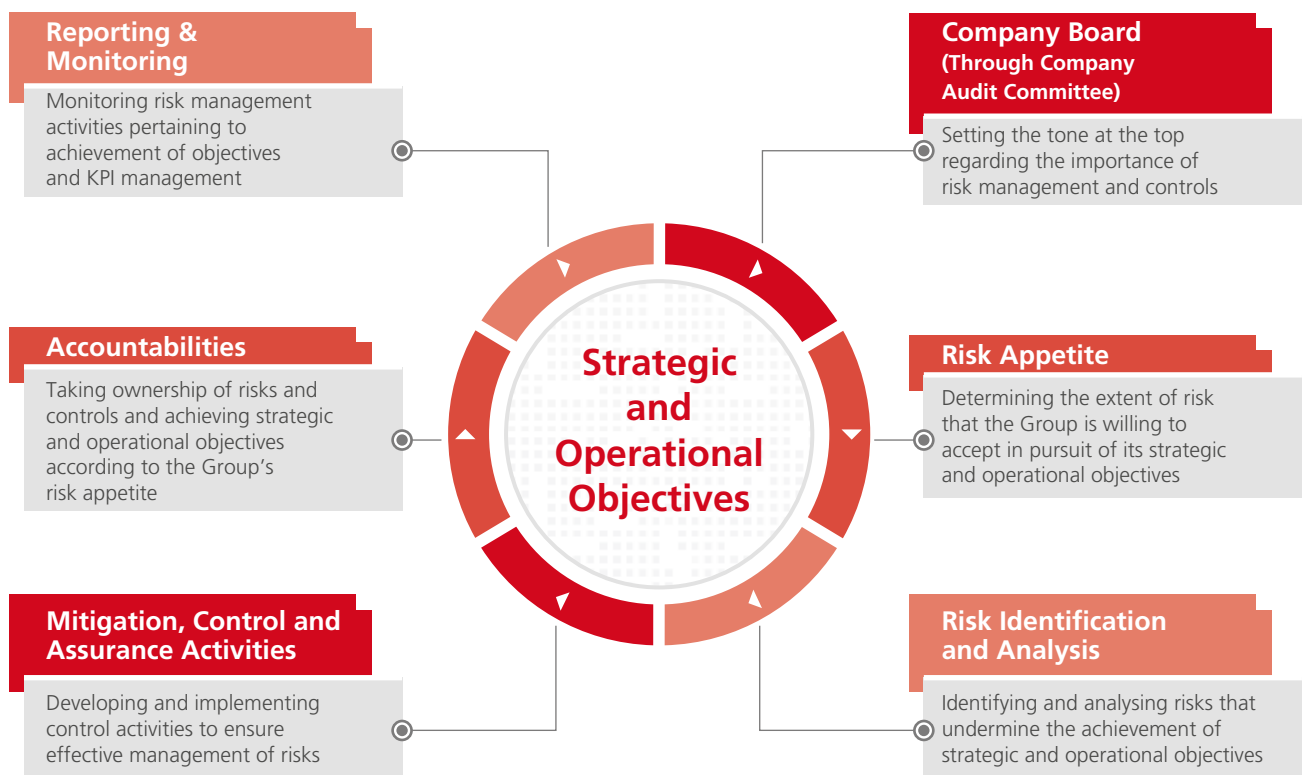 Reporting &
Monitoring
Monitoring risk management
activities pertaining to
achievement of objectives
and KPI management
Company Board
(Through Company
Audit Committee)
Setting the tone at the top
regarding the importance of
risk management and controls
Accountabilities
Taking ownership of risks and
controls and achieving strategic
and operational objectives
according to the Group’s
risk appetite
Strategic
and
Operational
Objectives
Risk Appetite
Determining the extent of risk
that the Group is willing to
accept in pursuit of its strategic
and operational objectives
Mitigation, Control and
Assurance Activities
Developing and implementing
control activities to ensure
effective management of risks
Risk Identification
and Analysis
Identifying and analysing risks that
undermine the achievement of
strategic and operational objectives